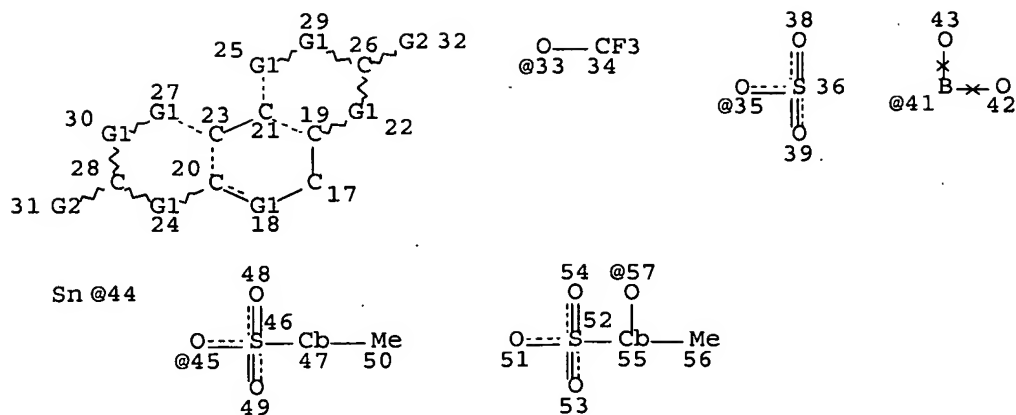 29
25 G1 26 G2 32
G1 C
27
30 G1 23 C 19 G1
G1 C 21 C 22
28 20
C C C
31 G2 G1 G1 17
24 18
O CF3
@33 34
38
O
O S 36
@35
O
39
43
O
B O
@41 42
Sn @44
48
O
46
O S Cb Me
@45 47 50
O
49
54 @57
O O
52
O S Cb Me
51 55 56
O
53